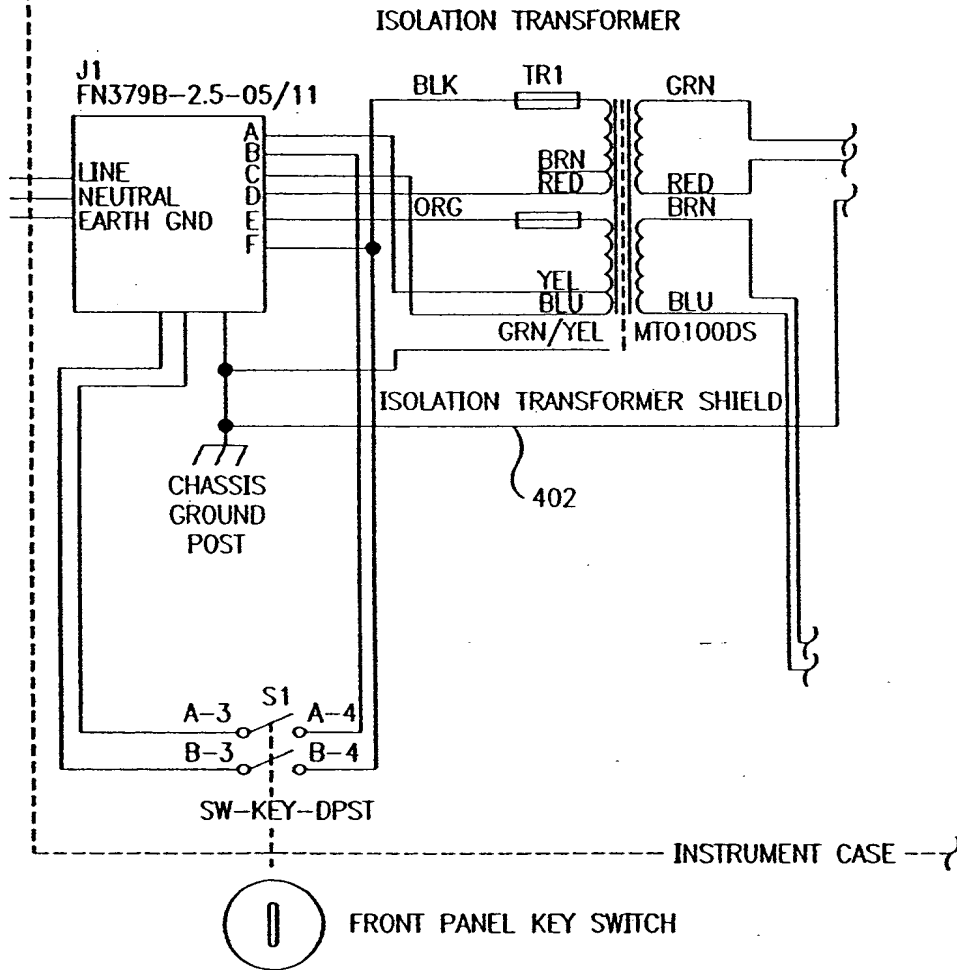 ISOLATION TRANSFORMER
J1
FN379B-2.5-05/11
BLK
TR1
GRN
A
B
C
D
E
F
LINE
NEUTRAL
EARTH GND
BRN
RED
ORG
RED
BRN
YEL
BLU
BLU
GRN/YEL
MT0100DS
ISOLATION TRANSFORMER SHIELD
402
CHASSIS
GROUND
POST
S1
A-3
A-4
B-3
B-4
SW-KEY-DPST
INSTRUMENT CASE
FRONT PANEL KEY SWITCH